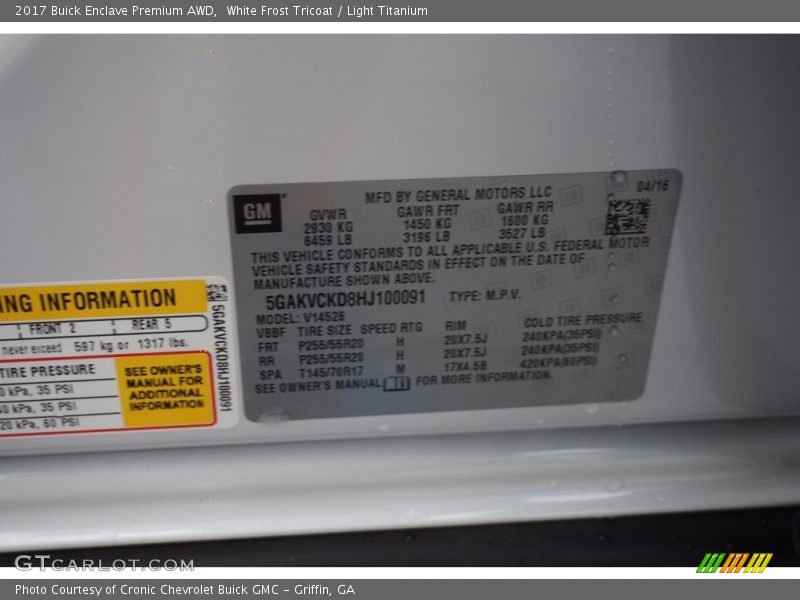 2017 Buick Enclave Premium AWD, White Frost Tricoat / Light Titanium
GM
MFD BY GENERAL MOTORS LLC
04/16
GVWR GAWR FRT GAWR RR
2930 KG 1450 KG 1600 KG
6459 LB 3196 LB 3527 LB
THIS VEHICLE CONFORMS TO ALL APPLICABLE U.S. FEDERAL MOTOR
VEHICLE SAFETY STANDARDS IN EFFECT ON THE DATE OF
MANUFACTURE SHOWN ABOVE.
5GAKVCKD8HJ100091 TYPE: M.P.V.
MODEL: V14526
VBBF TIRE SIZE SPEED RTG RIM COLD TIRE PRESSURE
FRT P255/55R20 H 20X7.5J 240KPA(35PSI)
RR P255/55R20 H 20X7.5J 240KPA(35PSI)
SPA T145/70R17 M 17X4.5B 420KPA(60PSI)
SEE OWNER'S MANUAL FOR MORE INFORMATION.
NG INFORMATION
FRONT 2 REAR 5
never exceed 597 kg or 1317 lbs.
TIRE PRESSURE
0 kPa, 35 PSI
40 kPa, 35 PSI
20 kPa, 60 PSI
SEE OWNER'S
MANUAL FOR
ADDITIONAL
INFORMATION
5GAKVCKD8HJ100091
GTCARLOT.COM
Photo Courtesy of Cronic Chevrolet Buick GMC – Griffin, GA